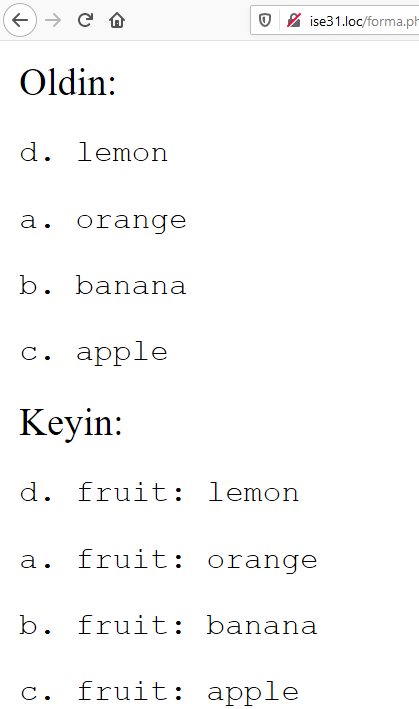 ise31.loc/forma.ph
Oldin:
d. lemon
a. orange
b. banana
c. apple
Keyin:
d. fruit: lemon
a. fruit: orange
b. fruit: banana
c. fruit: apple